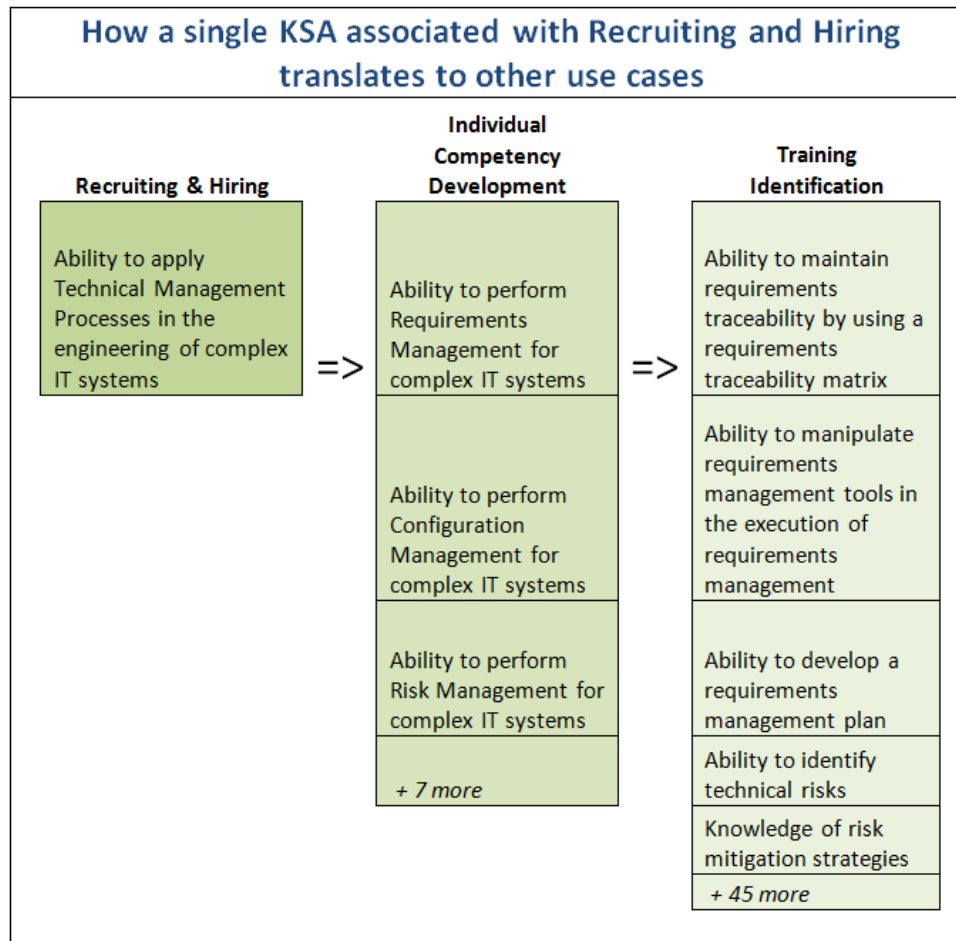 How a single KSA associated with Recruiting and Hiring
translates to other use cases
Recruiting & Hiring
Ability to apply
Technical Management
Processes in the
engineering of complex
IT systems
=>
Individual
Competency
Development
Ability to perform
Requirements
Management for
complex IT systems
Ability to perform
Configuration
Management for
complex IT systems
Ability to perform
Risk Management for
complex IT systems
+ 7 more
=>
Training
Identification
Ability to maintain
requirements
traceability by using a
requirements
traceability matrix
Ability to manipulate
requirements
management tools in
the execution of
requirements
management
Ability to develop a
requirements
management plan
Ability to identify
technical risks
Knowledge of risk
mitigation strategies
+ 45 more